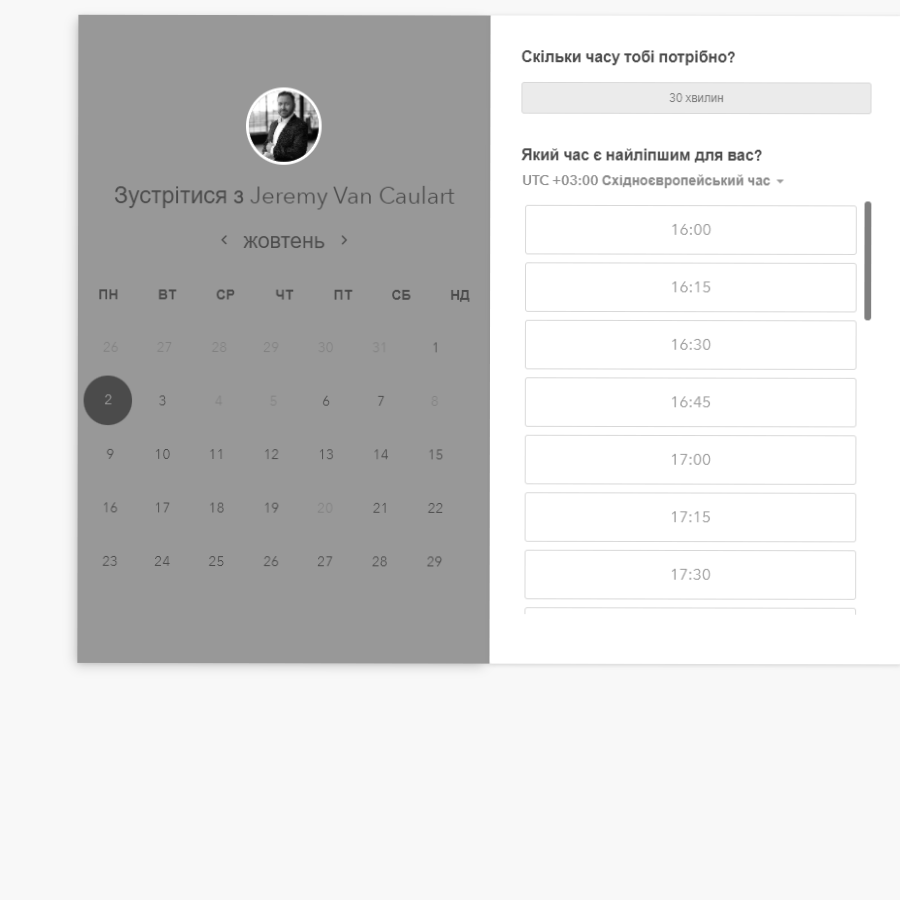 Зустрітися з Jeremy Van Caulart
жовтень
ПН ВТ СР ЧТ ПТ СБ НД
26 27 28 29 30 31 1
2 3 4 5 6 7 8
9 10 11 12 13 14 15
16 17 18 19 20 21 22
23 24 25 26 27 28 29
Скільки часу тобі потрібно?
30 хвилин
Який час є найліпшим для вас?
UTC +03:00 Східноєвропейський час
16:00
16:15
16:30
16:45
17:00
17:15
17:30